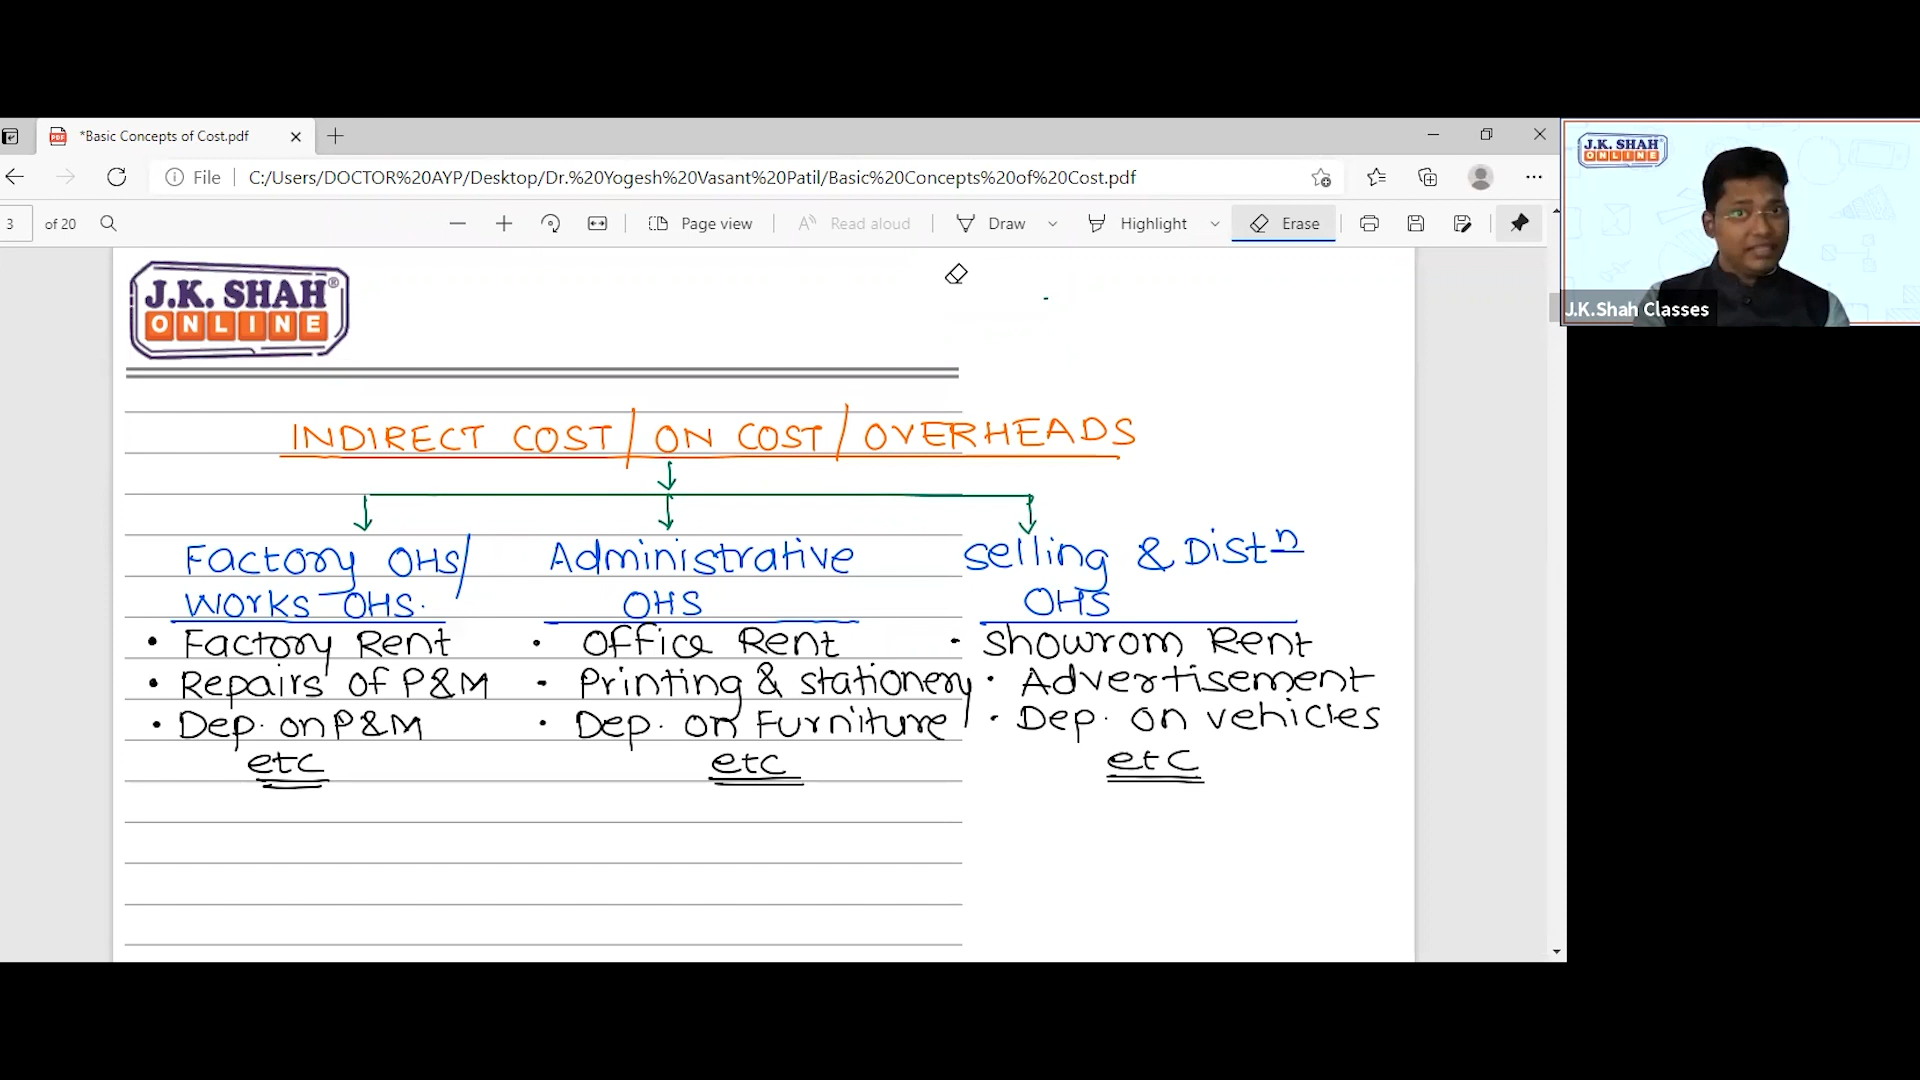 *Basic Concepts of Cost.pdf
File C:/Users/DOCTOR%20AYP/Desktop/Dr.%20Yogesh%20Vasant%20Patil/Basic%20Concepts%20of%20Cost.pdf
3 of 20 Page view Read aloud Draw Highlight Erase
J.K. SHAH®
ONLINE
J.K. SHAH
ONLINE
J.K.Shah Classes
INDIRECT COST / ON COST / OVERHEADS
Factory OHS/ Administrative Selling & Distn
Works OHS. OHS OHS
• Factory Rent • Office Rent • Showrom Rent
• Repairs of P&M • Printing & stationery • Advertisement
• Dep. on P&M • Dep. on Furniture • Dep. on vehicles
etc etc etc